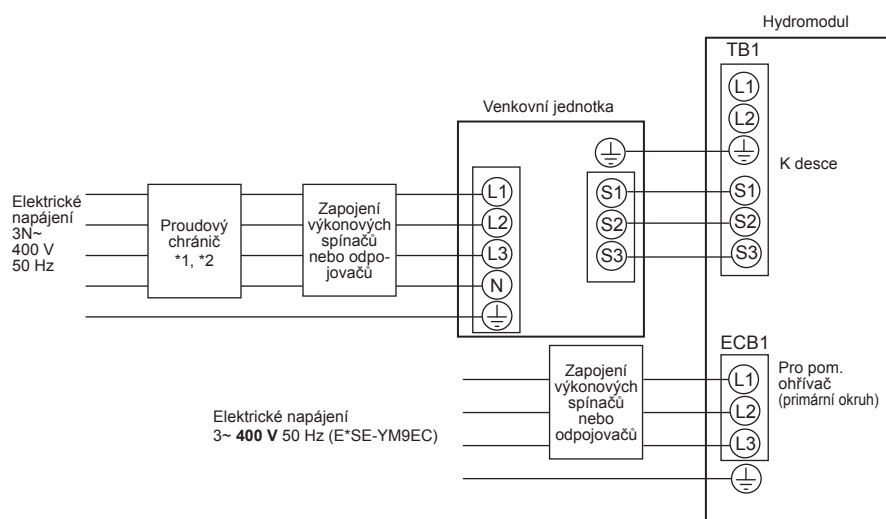 Hydromodul
TB1
L1
L2
K desce
S1
S2
S3
Venkovní jednotka
L1
L2
L3
N
S1
S2
S3
Elektrické
napájení
3N~
400 V
50 Hz
Proudový
chránič
*1, *2
Zapojení
výkonových
spínačů
nebo odpo-
jovačů
ECB1
L1
L2
L3
Pro pom.
ohřívač
(primární okruh)
Zapojení
výkonových
spínačů
nebo
odpojovačů
Elektrické napájení
3~ 400 V 50 Hz (E*SE-YM9EC)